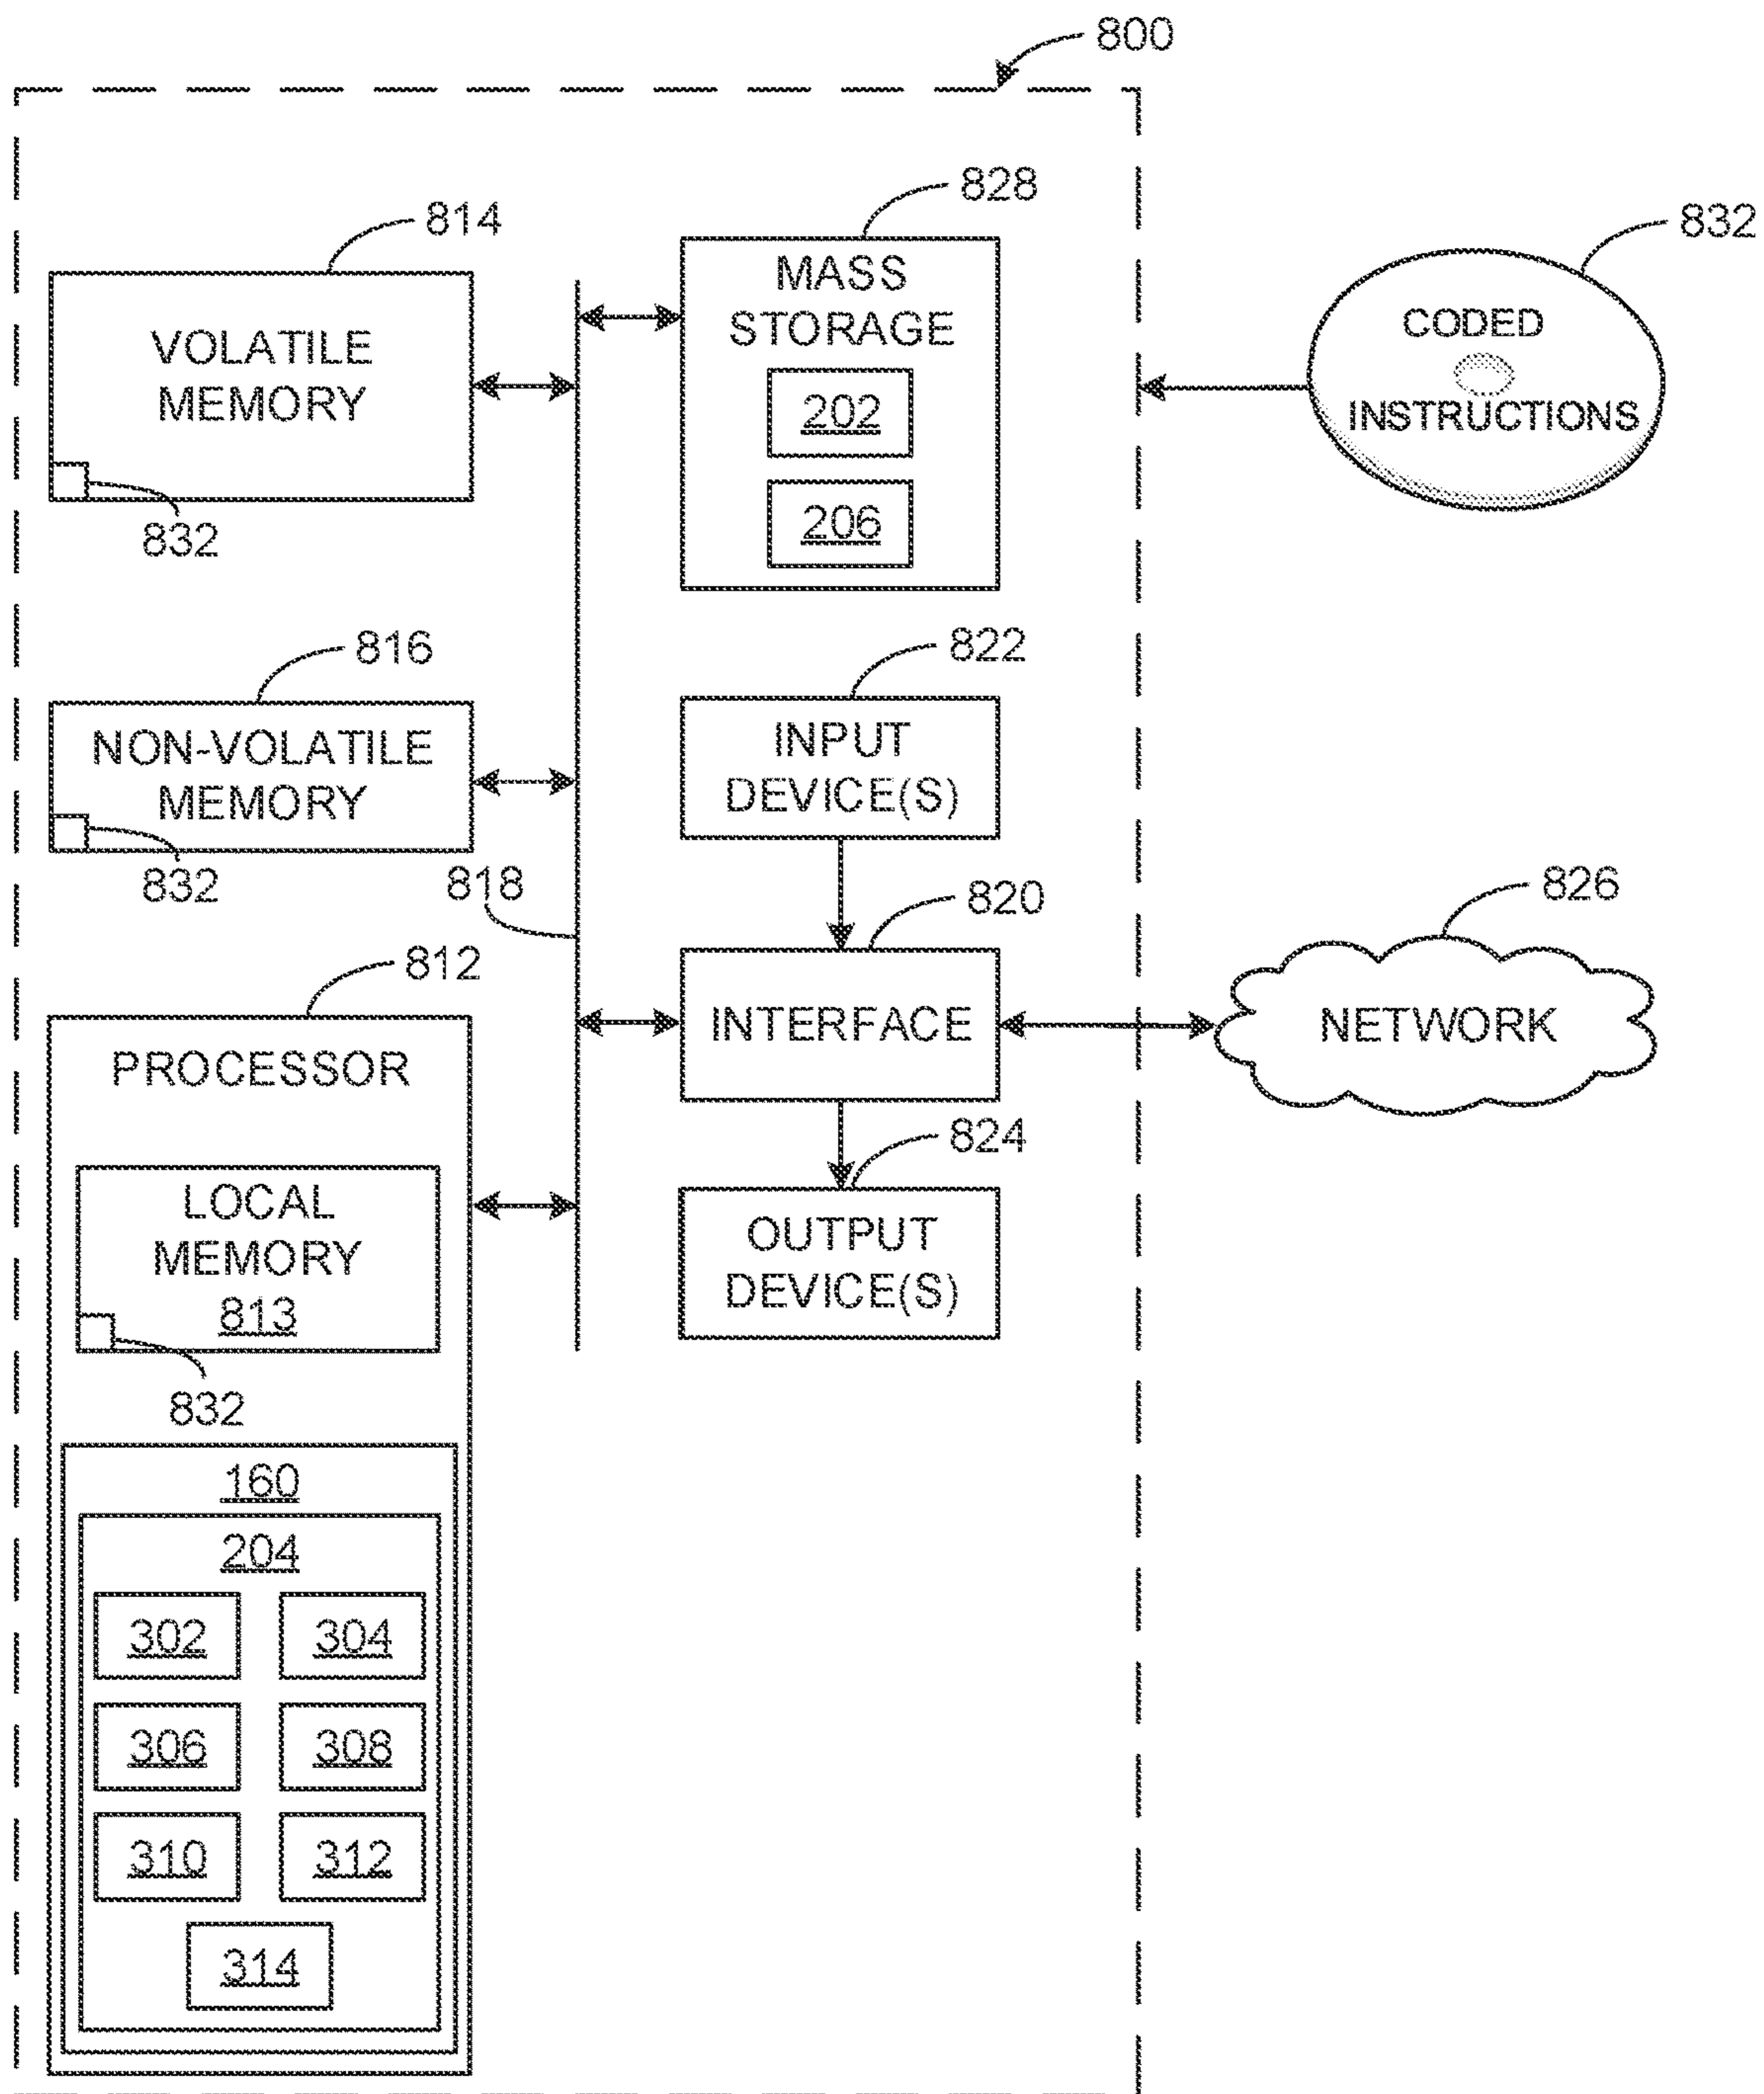 800
828
814
832
MASS
STORAGE
VOLATILE
MEMORY
CODED
INSTRUCTIONS
202
206
832
816
822
NON-VOLATILE
MEMORY
INPUT
DEVICE(S)
832
818
820
826
812
INTERFACE
NETWORK
PROCESSOR
824
LOCAL
MEMORY
813
OUTPUT
DEVICE(S)
832
160
204
302
304
306
308
310
312
314